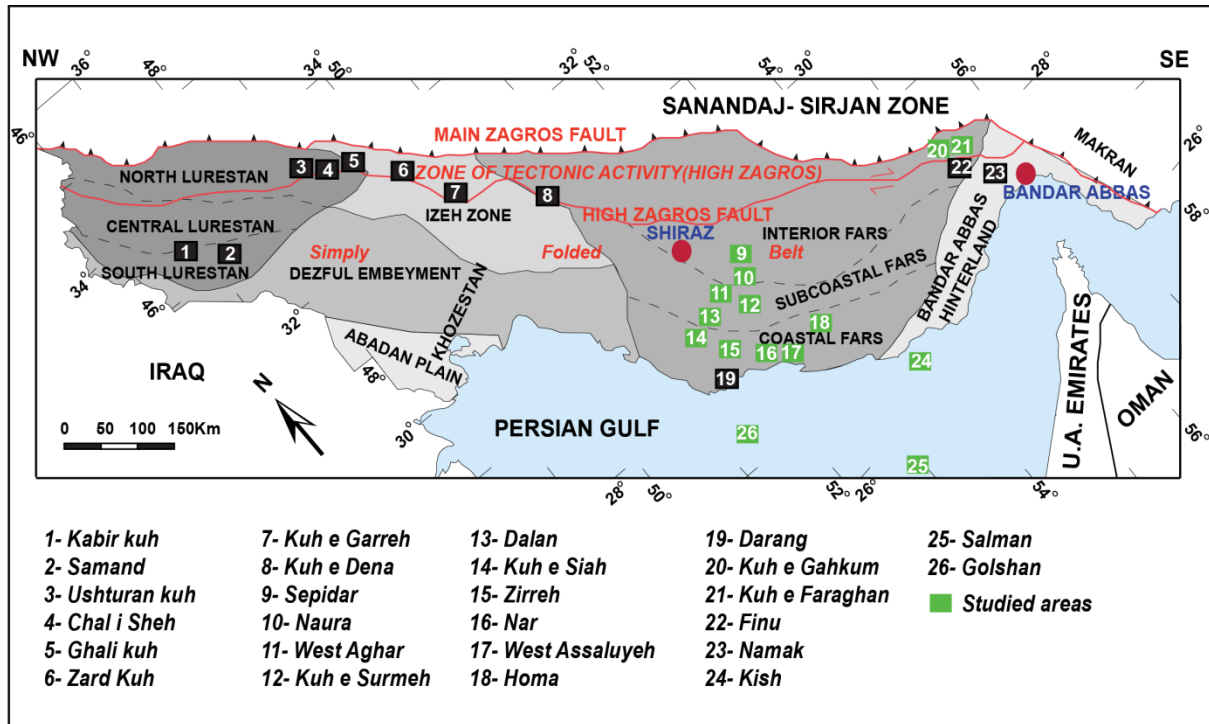 NW
SE
36°
48°
34°
50°
32°
52°
54°
30°
56°
28°
SANANDAJ- SIRJAN ZONE
46°
MAIN ZAGROS FAULT
26°
MAKRAN
20
21
3
4
5
6
ZONE OF TECTONIC ACTIVITY(HIGH ZAGROS)
22
23
NORTH LURESTAN
7
8
BANDAR ABBAS
58°
IZEH ZONE
HIGH ZAGROS FAULT
CENTRAL LURESTAN
SHIRAZ
INTERIOR FARS
1
2
Simply
Folded
9
Belt
BANDAR ABBAS
HINTERLAND
SOUTH LURESTAN
DEZFUL EMBEYMENT
10
SUBCOASTAL FARS
34°
11
12
46°
KHOZESTAN
13
18
32°
14
COASTAL FARS
ABADAN PLAIN
15
16
17
24
IRAQ
48°
19
U.A. EMIRATES
OMAN
N
30°
PERSIAN GULF
26
56°
0 50 100 150Km
25
28°
50°
52°
26°
54°
1- Kabir kuh
2- Samand
3- Ushturan kuh
4- Chal i Sheh
5- Ghali kuh
6- Zard Kuh
7- Kuh e Garreh
8- Kuh e Dena
9- Sepidar
10- Naura
11- West Aghar
12- Kuh e Surmeh
13- Dalan
14- Kuh e Siah
15- Zirreh
16- Nar
17- West Assaluyeh
18- Homa
19- Darang
20- Kuh e Gahkum
21- Kuh e Faraghan
22- Finu
23- Namak
24- Kish
25- Salman
26- Golshan
Studied areas